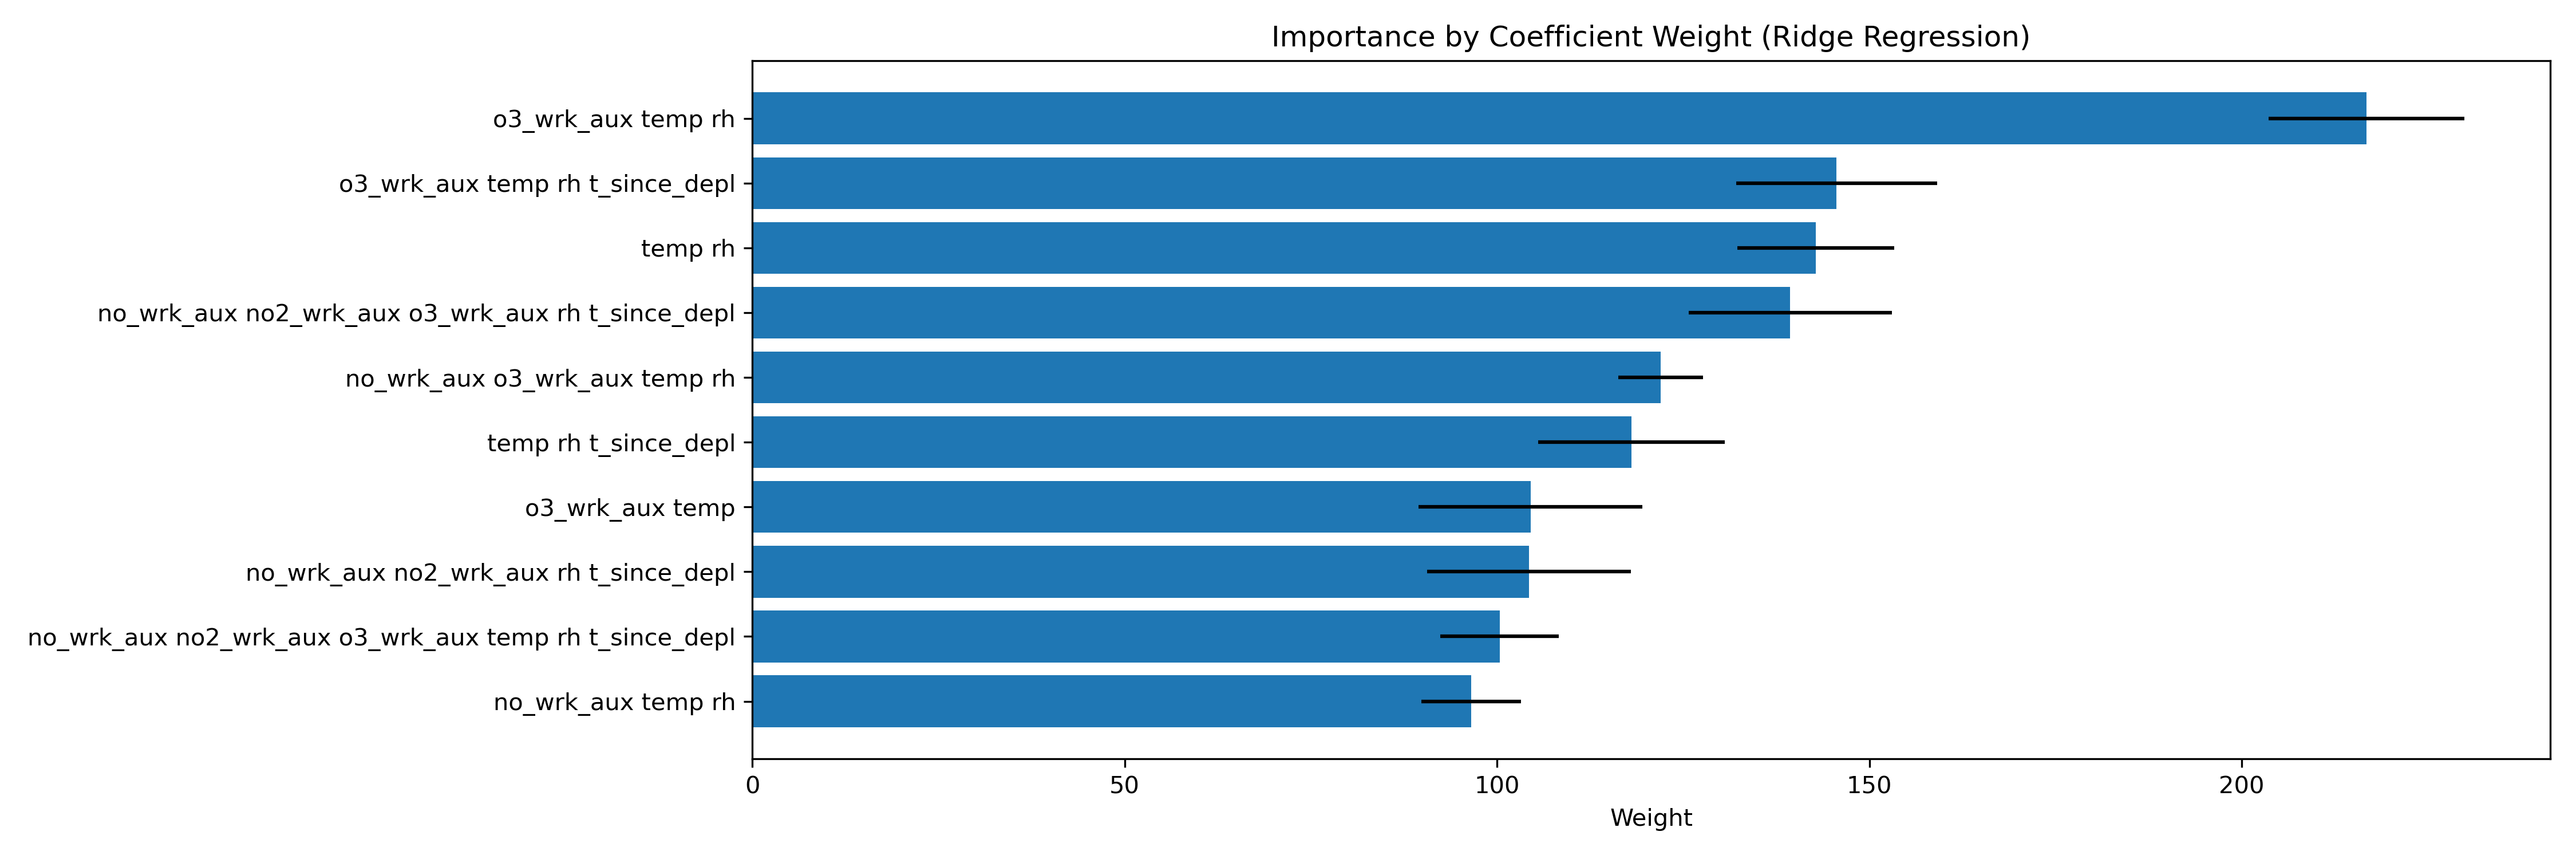 Importance by Coefficient Weight (Ridge Regression)
o3_wrk_aux temp rh
o3_wrk_aux temp rh t_since_depl
temp rh
no_wrk_aux no2_wrk_aux o3_wrk_aux rh t_since_depl
no_wrk_aux o3_wrk_aux temp rh
temp rh t_since_depl
o3_wrk_aux temp
no_wrk_aux no2_wrk_aux rh t_since_depl
no_wrk_aux no2_wrk_aux o3_wrk_aux temp rh t_since_depl
no_wrk_aux temp rh
0 50 100 150 200
Weight